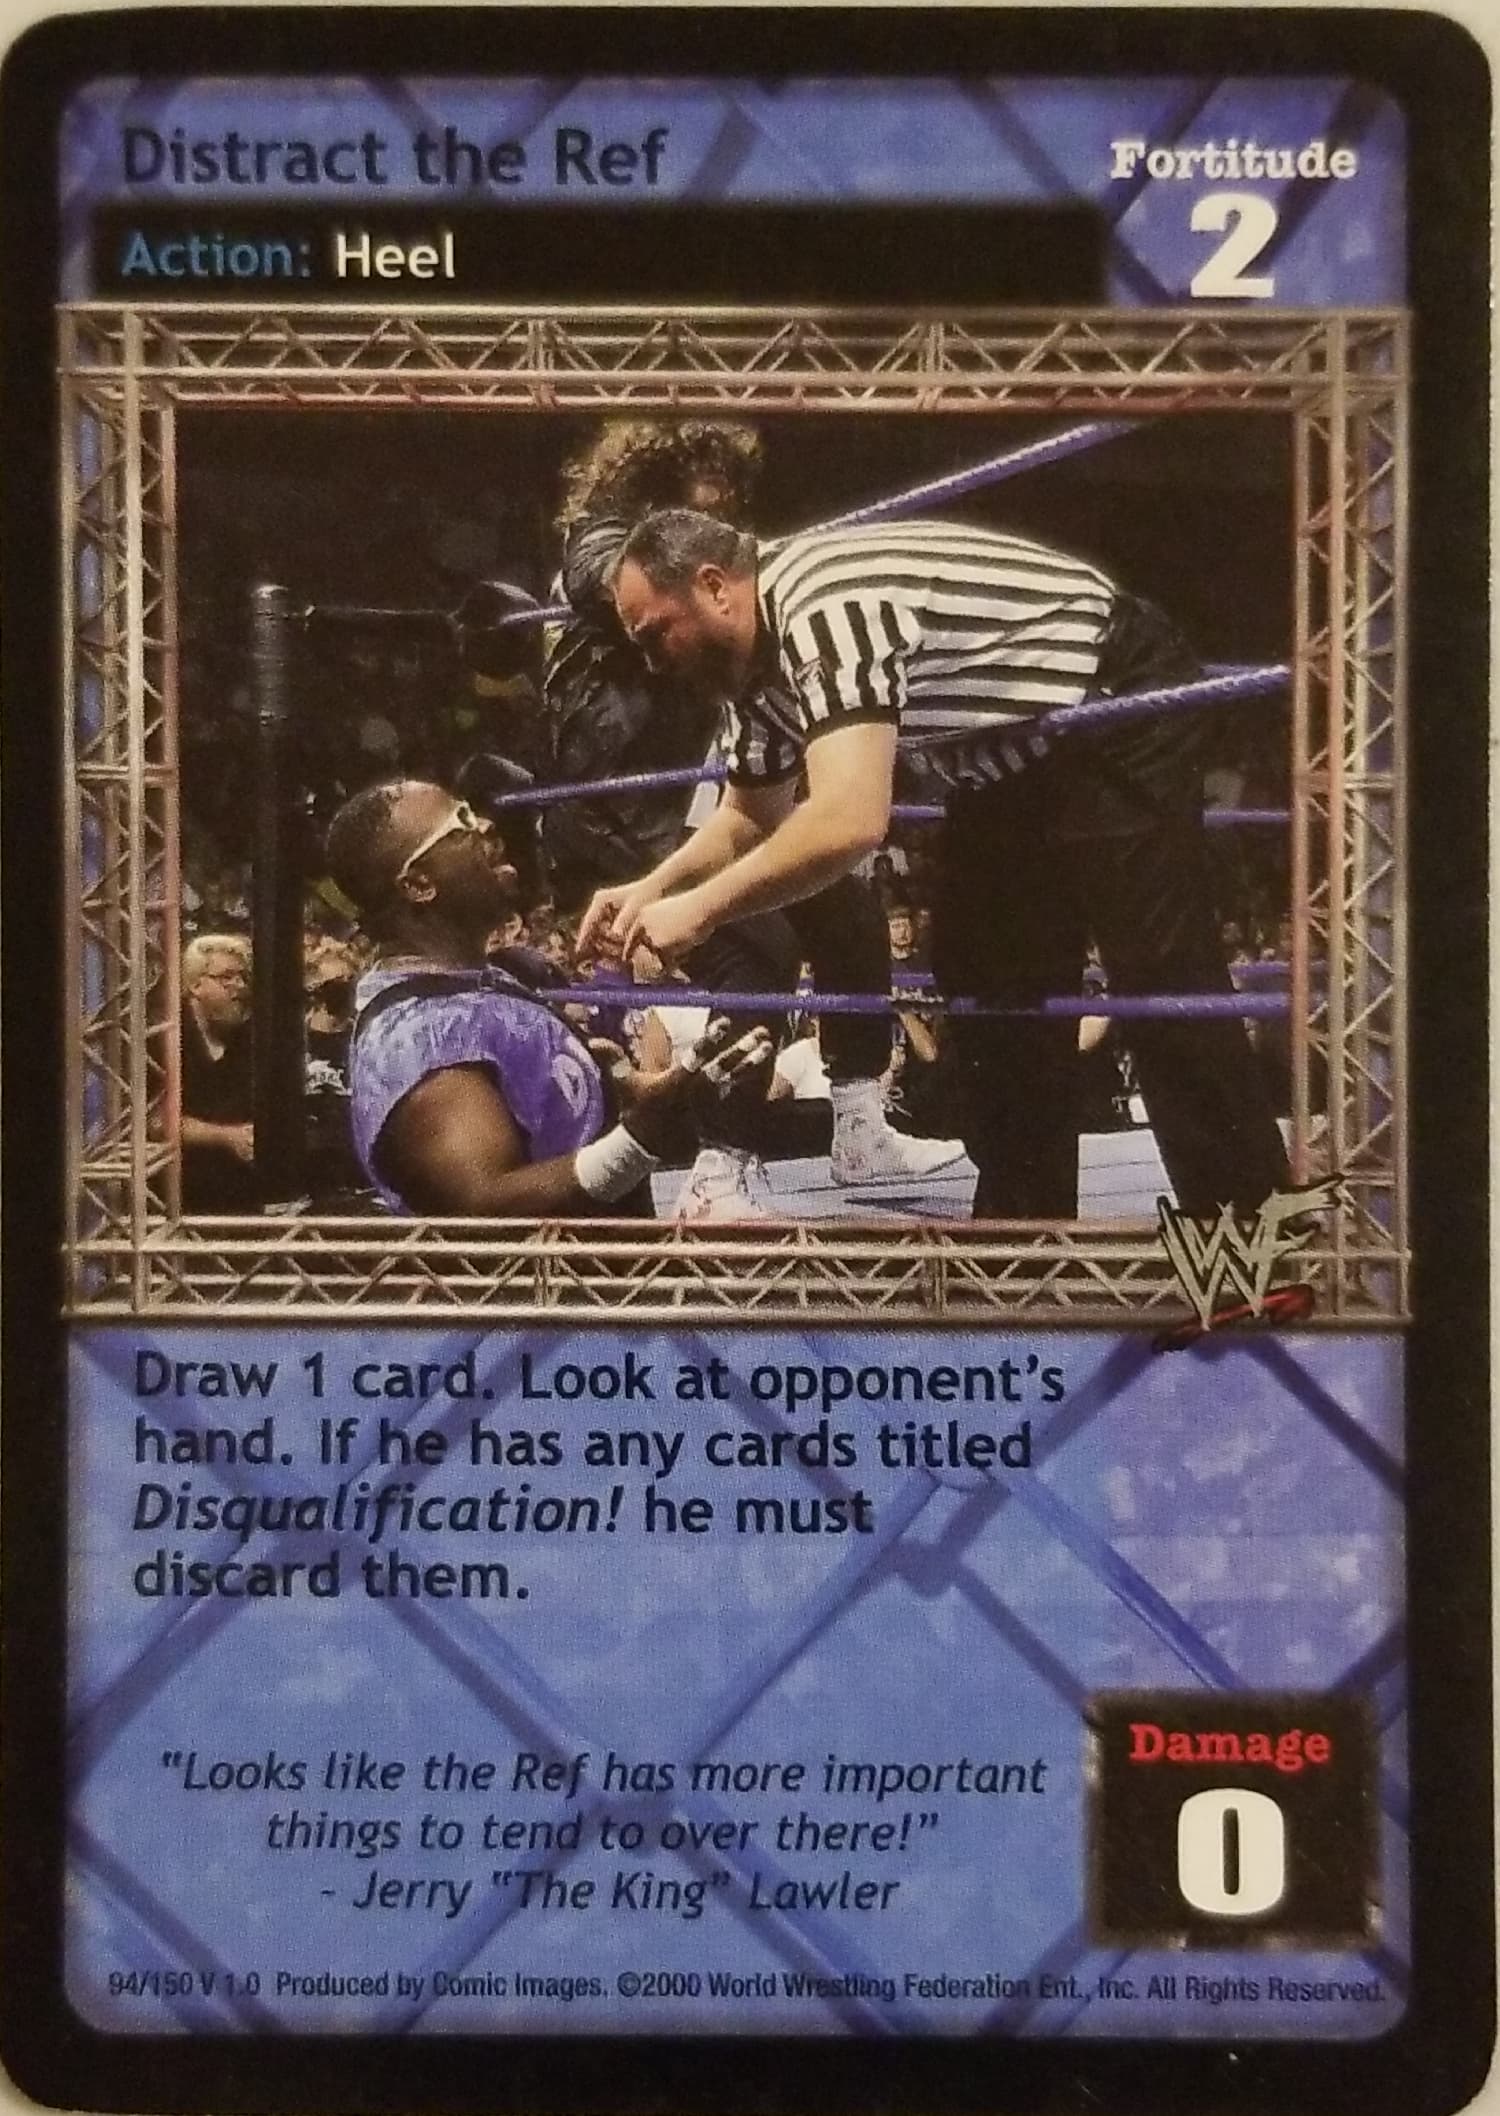 Distract the Ref
Fortitude
2
Action: Heel
WWF
Draw 1 card. Look at opponent’s
hand. If he has any cards titled
Disqualification! he must
discard them.
Damage
0
"Looks like the Ref has more important
things to tend to over there!”
- Jerry "The King” Lawler
94/150 V 1.0 Produced by Comic Images. ©2000 World Wrestling Federation Ent., Inc. All Rights Reserved.